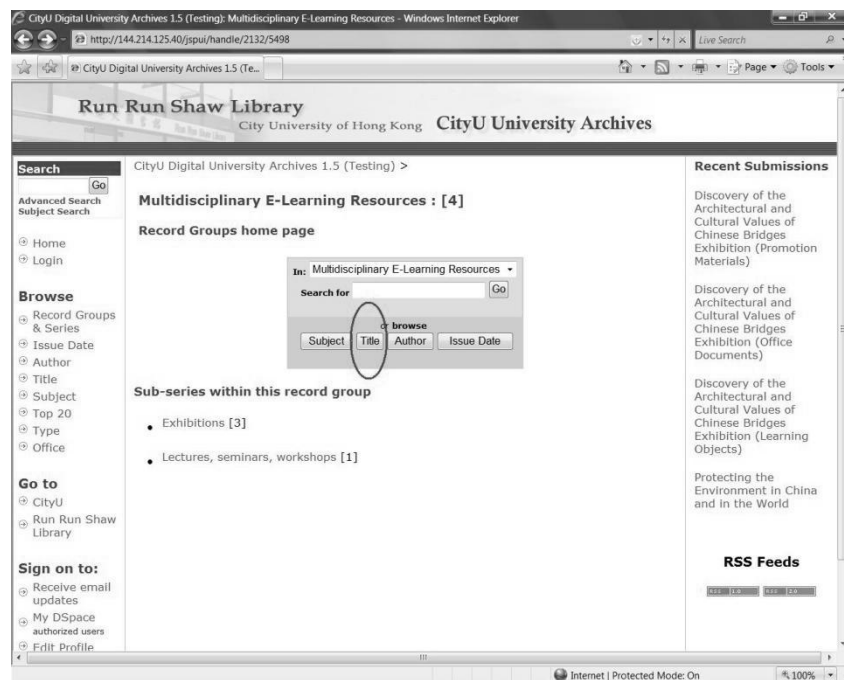 CityU Digital University Archives 1.5 (Testing): Multidisciplinary E-Learning Resources - Windows Internet Explorer
http://144.214.125.40/jspui/handle/2132/5498
Live Search
CityU Digital University Archives 1.5 (Te...
Page
Tools
Run Run Shaw Library
City University of Hong Kong
CityU University Archives
Search
Go
Advanced Search
Subject Search
Home
Login
Browse
Record Groups
& Series
Issue Date
Author
Title
Subject
Top 20
Type
Office
Go to
CityU
Run Run Shaw
Library
Sign on to:
Receive email
updates
My DSpace
authorized users
Edit Profile
CityU Digital University Archives 1.5 (Testing) >
Multidisciplinary E-Learning Resources : [4]
Record Groups home page
In: Multidisciplinary E-Learning Resources
Search for
Go
or browse
Subject Title Author Issue Date
Sub-series within this record group
Exhibitions [3]
Lectures, seminars, workshops [1]
Recent Submissions
Discovery of the
Architectural and
Cultural Values of
Chinese Bridges
Exhibition (Promotion
Materials)
Discovery of the
Architectural and
Cultural Values of
Chinese Bridges
Exhibition (Office
Documents)
Discovery of the
Architectural and
Cultural Values of
Chinese Bridges
Exhibition (Learning
Objects)
Protecting the
Environment in China
and in the World
RSS Feeds
RSS 1.0 RSS 2.0
Internet | Protected Mode: On
100%